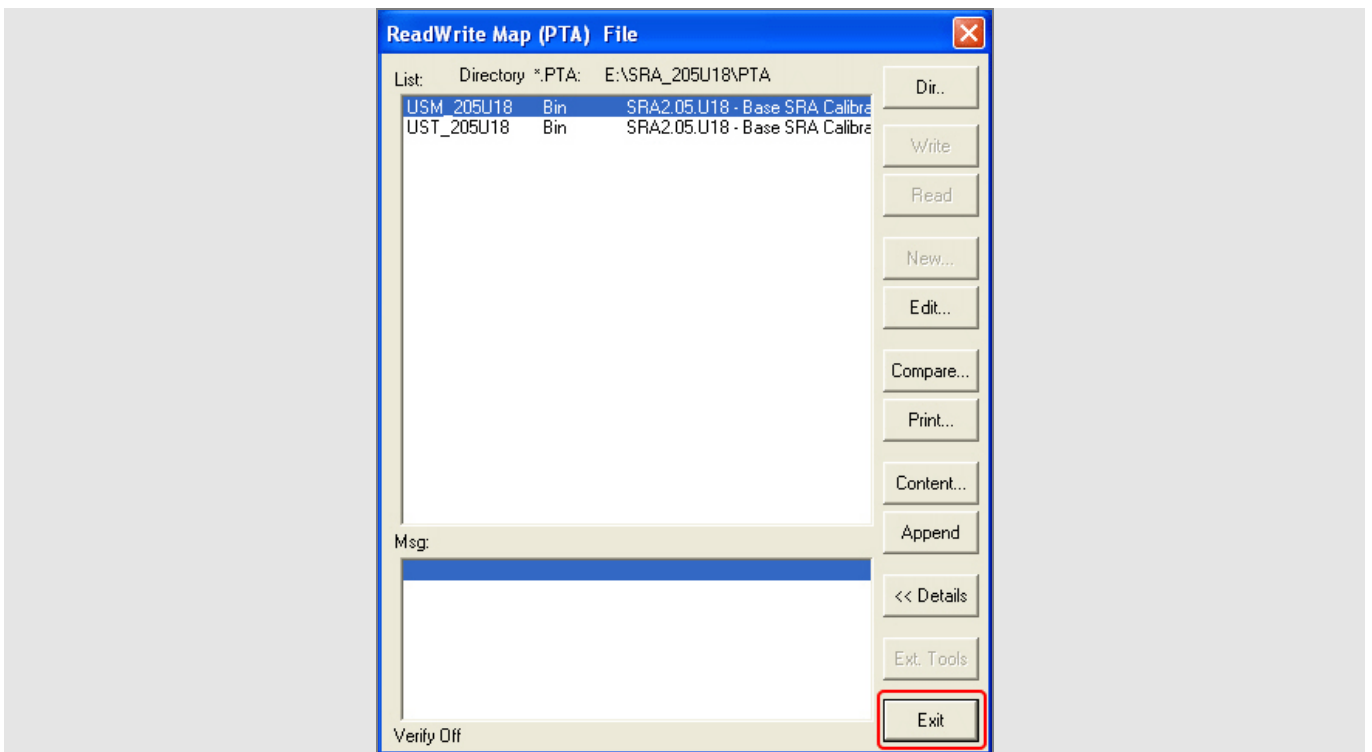 ReadWrite Map (PTA) File
List: Directory *.PTA: E:\SRA_205U18\PTA
USM_205U18 Bin SRA2.05.U18 - Base SRA Calibra
UST_205U18 Bin SRA2.05.U18 - Base SRA Calibra
Dir..
Write
Read
New...
Edit...
Compare...
Print...
Content...
Append
Msg:
<< Details
Ext. Tools
Exit
Verify Off